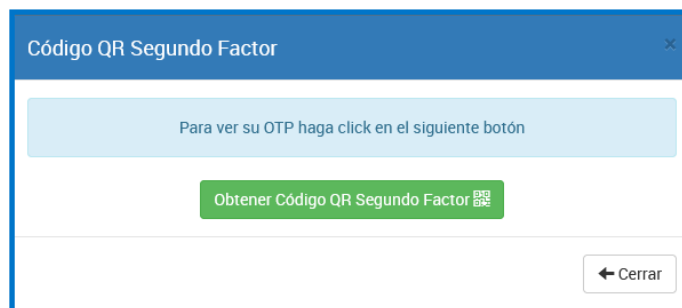 Código QR Segundo Factor
×
Para ver su OTP haga click en el siguiente botón
Obtener Código QR Segundo Factor
Cerrar